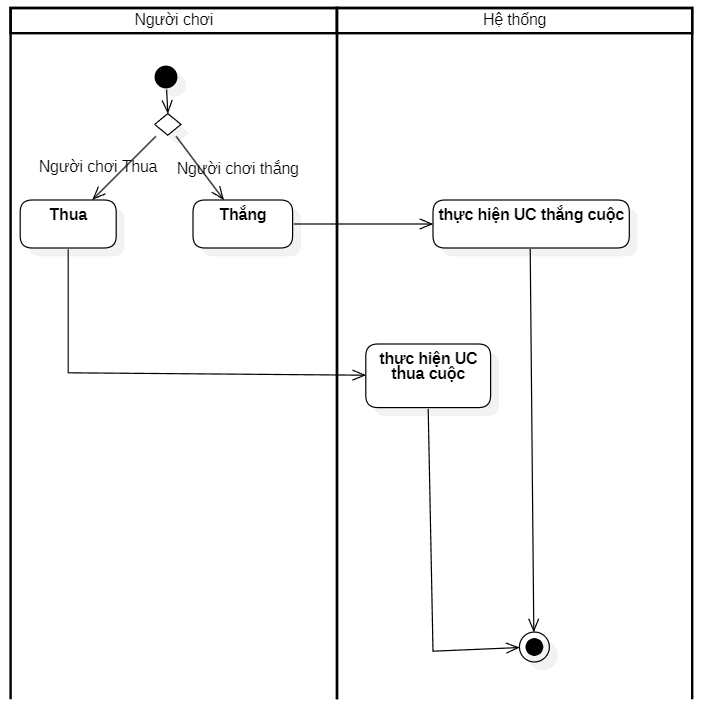 Người chơi
Hệ thống
Người chơi Thua
Người chơi thắng
Thua
Thắng
thực hiện UC thắng cuộc
thực hiện UC
thua cuộc